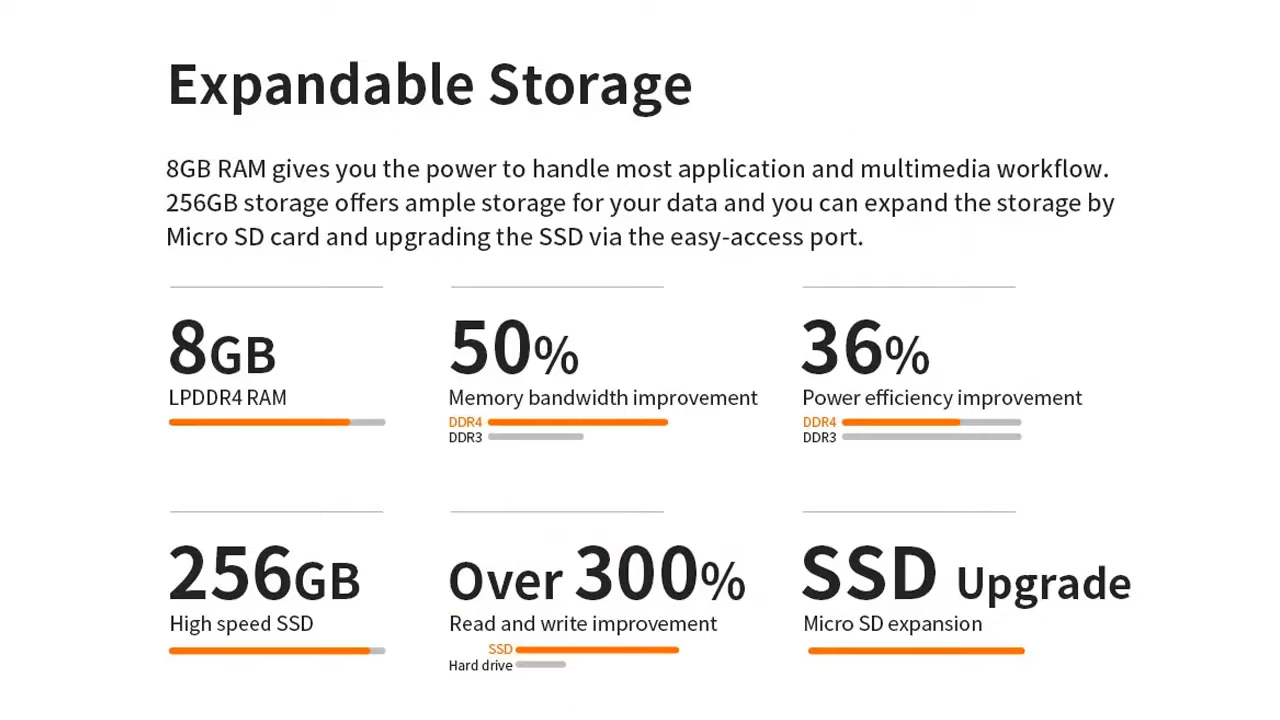 Expandable Storage
8GB RAM gives you the power to handle most application and multimedia workflow.
256GB storage offers ample storage for your data and you can expand the storage by
Micro SD card and upgrading the SSD via the easy-access port.
8GB
LPDDR4 RAM
50%
Memory bandwidth improvement
DDR4
DDR3
36%
Power efficiency improvement
DDR4
DDR3
256GB
High speed SSD
Over 300%
Read and write improvement
SSD
Hard drive
SSD Upgrade
Micro SD expansion